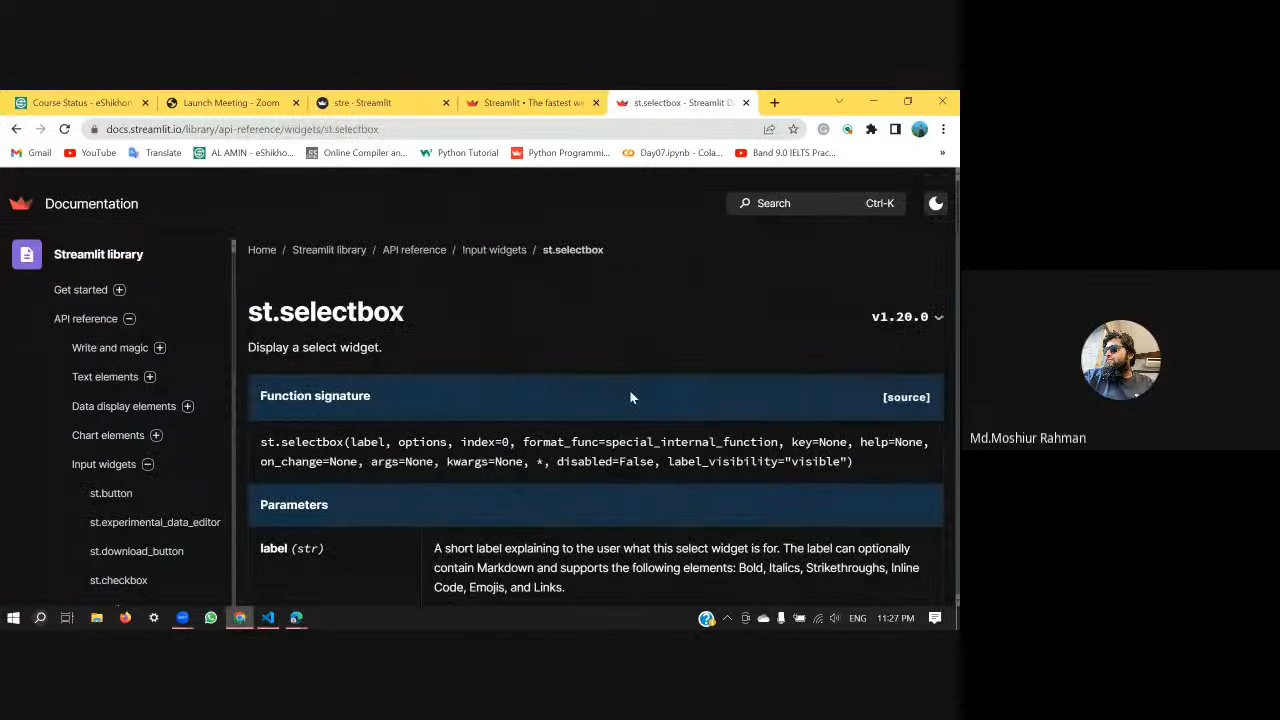 Course Status - eShikhon
Launch Meeting - Zoom
stre - Streamlit
Streamlit • The fastest wa
st.selectbox - Streamlit D
docs.streamlit.io/library/api-reference/widgets/st.selectbox
Gmail
YouTube
Translate
AL AMIN - eShikho...
Online Compiler an...
Python Tutorial
Python Programmi...
Day07.ipynb - Cola...
Band 9.0 IELTS Prac...
»
Documentation
Search
Ctrl-K
Streamlit library
Get started
API reference
Write and magic
Text elements
Data display elements
Chart elements
Input widgets
st.button
st.experimental_data_editor
st.download_button
st.checkbox
Home / Streamlit library / API reference / Input widgets / st.selectbox
st.selectbox
v1.20.0
Display a select widget.
Function signature
[source]
st.selectbox(label, options, index=0, format_func=special_internal_function, key=None, help=None,
on_change=None, args=None, kwargs=None, *, disabled=False, label_visibility="visible")
Parameters
label (str)
A short label explaining to the user what this select widget is for. The label can optionally
contain Markdown and supports the following elements: Bold, Italics, Strikethroughs, Inline
Code, Emojis, and Links.
ENG
11:27 PM
Md.Moshiur Rahman